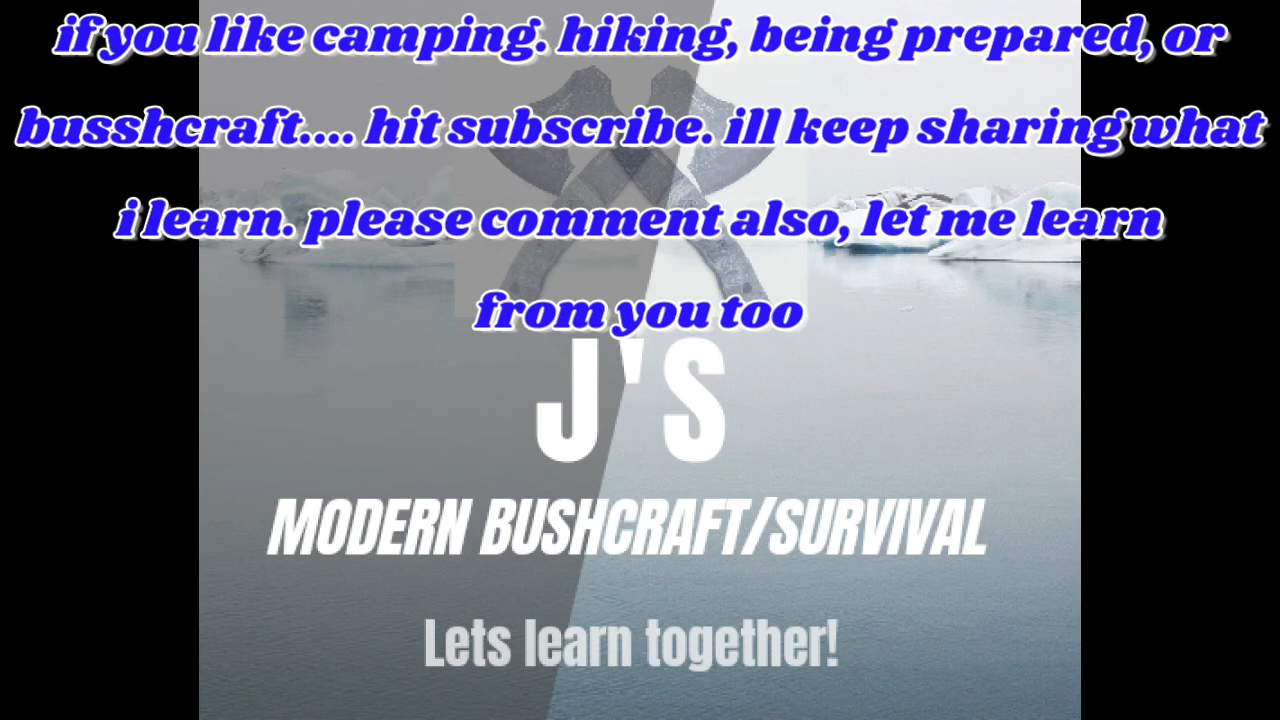 if you like camping. hiking, being prepared, or
busshcraft.... hit subscribe. ill keep sharing what
i learn. please comment also, let me learn
from you too
J'S
MODERN BUSHCRAFT/SURVIVAL
Lets learn together!